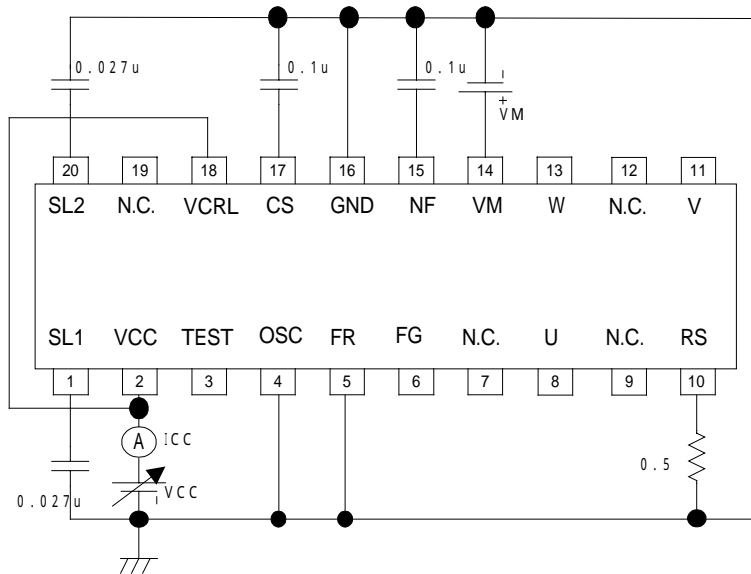 0.027u 0.1u 0.1u −
+
VM
20 19 18 17 16 15 14 13 12 11
SL2 N.C. VCRL CS GND NF VM W N.C. V
SL1 VCC TEST OSC FR FG N.C. U N.C. RS
1 2 3 4 5 6 7 8 9 10
A ICC
0.5
VCC
−
0.027u